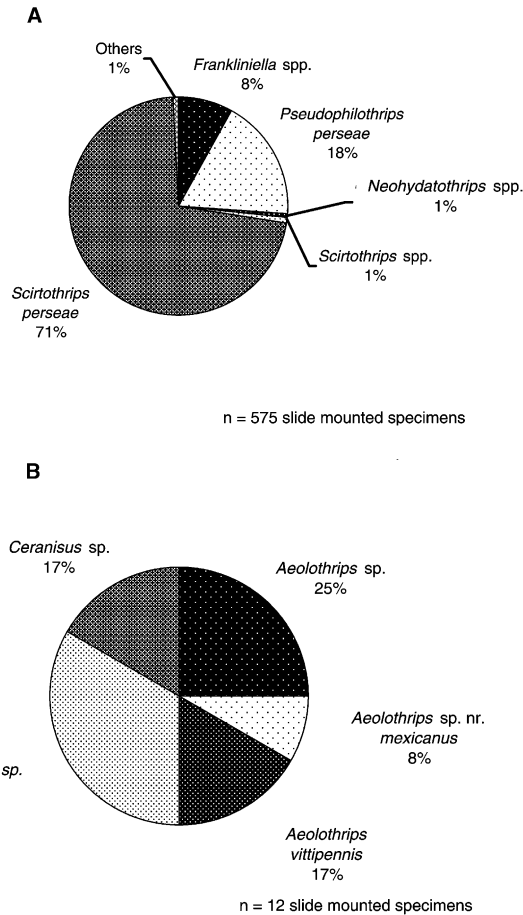 A
Others
1%
Frankliniella spp.
8%
Pseudophilothrips
perseae
18%
Neohydatothrips spp.
1%
Scirtothrips spp.
1%
Scirtothrips
perseae
71%
n = 575 slide mounted specimens
B
Ceranisus sp.
17%
Aeolothrips sp.
25%
Aeolothrips sp. nr.
mexicanus
8%
sp.
Aeolothrips
vittipennis
17%
n = 12 slide mounted specimens